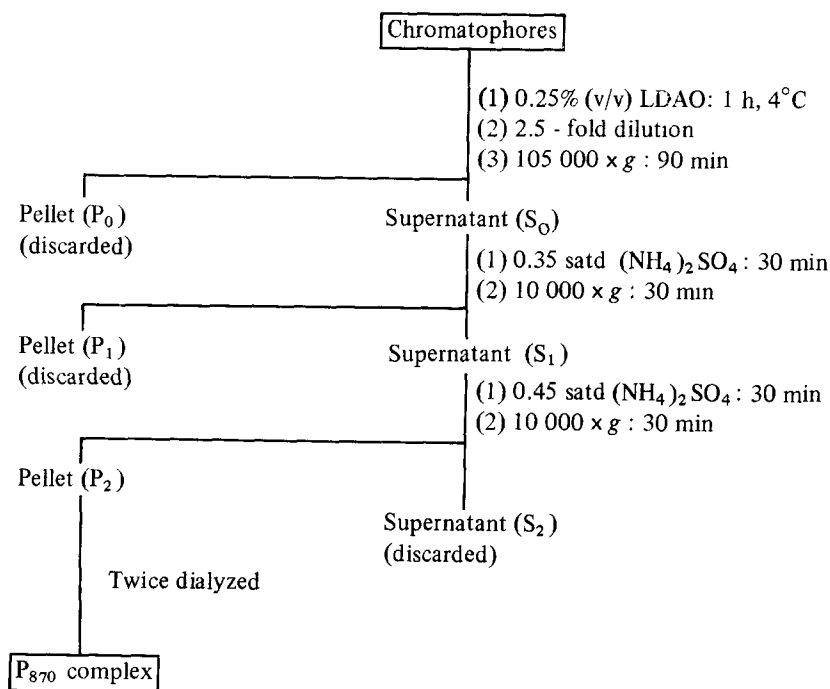 Chromatophores
(1) 0.25% (v/v) LDAO: 1 h, 4°C
(2) 2.5 - fold dilution
(3) 105 000 × g : 90 min
Pellet (P₀)
(discarded)
Supernatant (S₀)
(1) 0.35 satd (NH₄)₂SO₄ : 30 min
(2) 10 000 × g : 30 min
Pellet (P₁)
(discarded)
Supernatant (S₁)
(1) 0.45 satd (NH₄)₂SO₄ : 30 min
(2) 10 000 × g : 30 min
Pellet (P₂)
Supernatant (S₂)
(discarded)
Twice dialyzed
P₈₇₀ complex